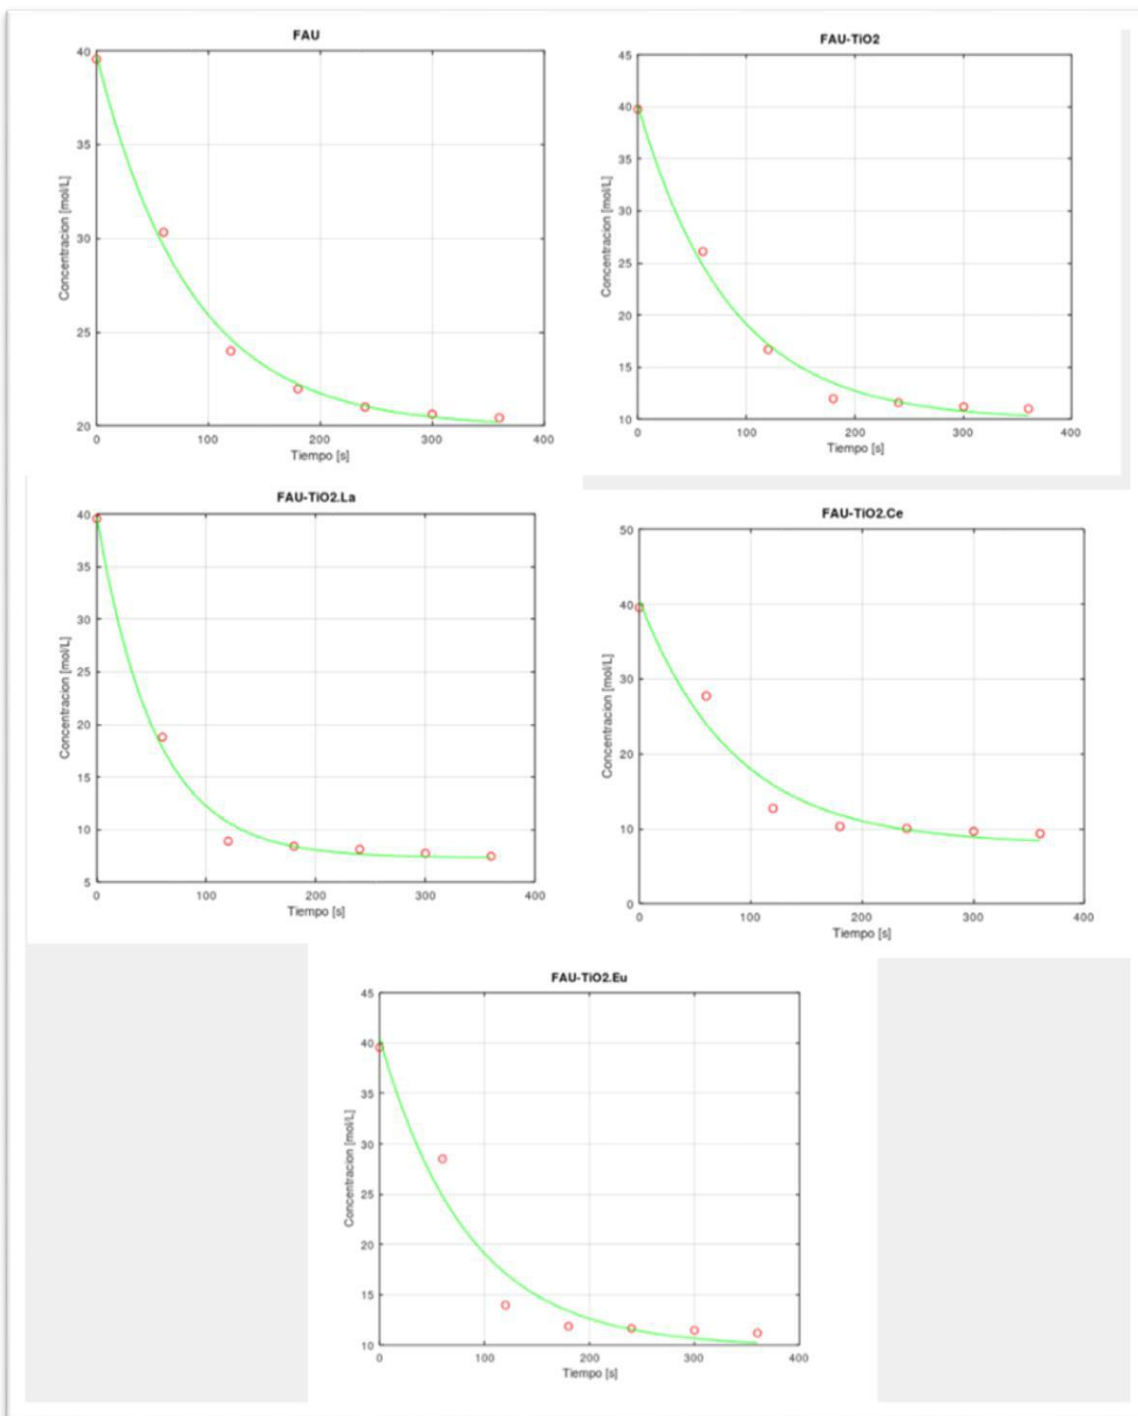 FAU
40
35
30
25
20
0 100 200 300 400
Concentracion [mol/L]
Tiempo [s]
FAU-TiO2
45
40
35
30
25
20
15
10
0 100 200 300 400
Concentracion [mol/L]
Tiempo [s]
FAU-TiO2.La
40
35
30
25
20
15
10
5
0 100 200 300 400
Concentracion [mol/L]
Tiempo [s]
FAU-TiO2.Ce
50
40
30
20
10
0
0 100 200 300 400
Concentracion [mol/L]
Tiempo [s]
FAU-TiO2.Eu
45
40
35
30
25
20
15
10
0 100 200 300 400
Concentracion [mol/L]
Tiempo [s]